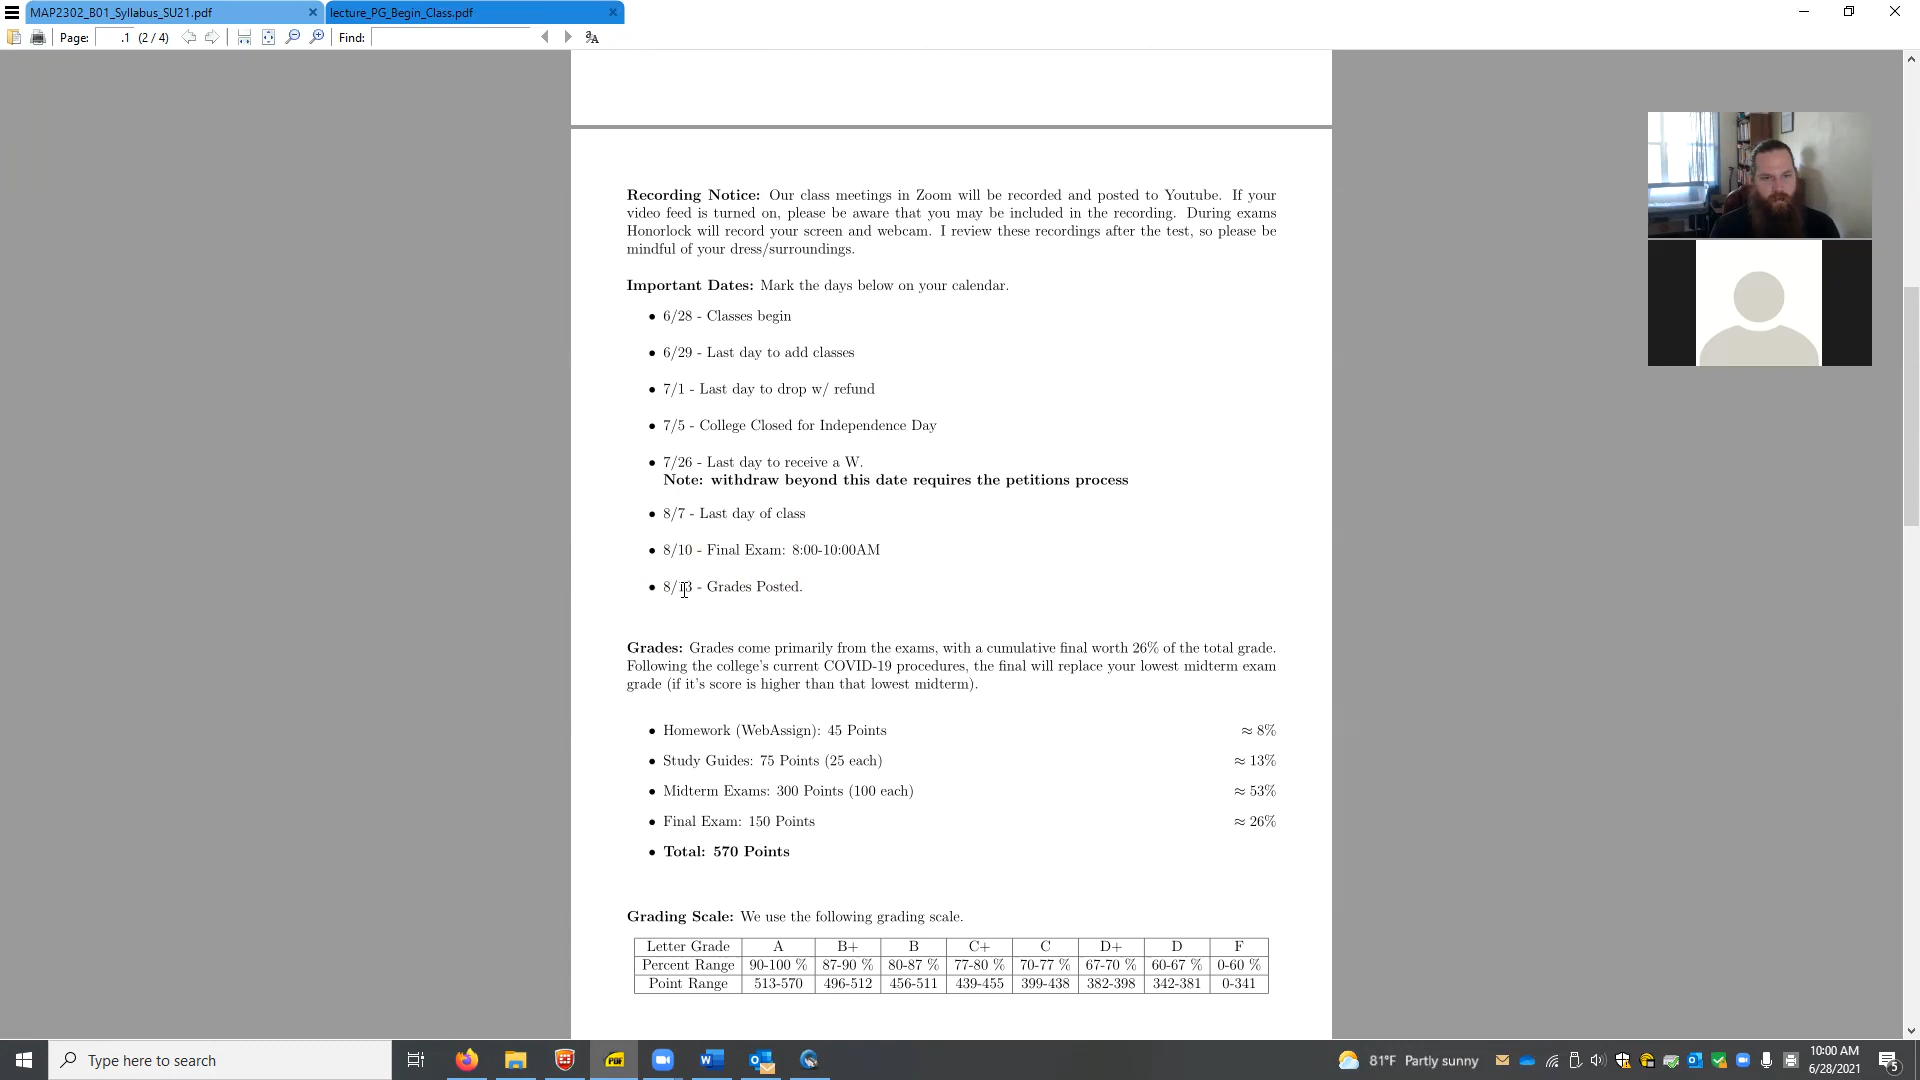 MAP2302_B01_Syllabus_SU21.pdf
lecture_PG_Begin_Class.pdf
Page: .1 (2 / 4) Find:
Recording Notice: Our class meetings in Zoom will be recorded and posted to Youtube. If your
video feed is turned on, please be aware that you may be included in the recording. During exams
Honorlock will record your screen and webcam. I review these recordings after the test, so please be
mindful of your dress/surroundings.
Important Dates: Mark the days below on your calendar.
• 6/28 - Classes begin
• 6/29 - Last day to add classes
• 7/1 - Last day to drop w/ refund
• 7/5 - College Closed for Independence Day
• 7/26 - Last day to receive a W.
Note: withdraw beyond this date requires the petitions process
• 8/7 - Last day of class
• 8/10 - Final Exam: 8:00-10:00AM
• 8/13 - Grades Posted.
Grades: Grades come primarily from the exams, with a cumulative final worth 26% of the total grade.
Following the college's current COVID-19 procedures, the final will replace your lowest midterm exam
grade (if it's score is higher than that lowest midterm).
• Homework (WebAssign): 45 Points ≈ 8%
• Study Guides: 75 Points (25 each) ≈ 13%
• Midterm Exams: 300 Points (100 each) ≈ 53%
• Final Exam: 150 Points ≈ 26%
• Total: 570 Points
Grading Scale: We use the following grading scale.
Letter Grade A B+ B C+ C D+ D F
Percent Range 90-100 % 87-90 % 80-87 % 77-80 % 70-77 % 67-70 % 60-67 % 0-60 %
Point Range 513-570 496-512 456-511 439-455 399-438 382-398 342-381 0-341
Type here to search
PDF
81°F Partly sunny
10:00 AM
6/28/2021
5